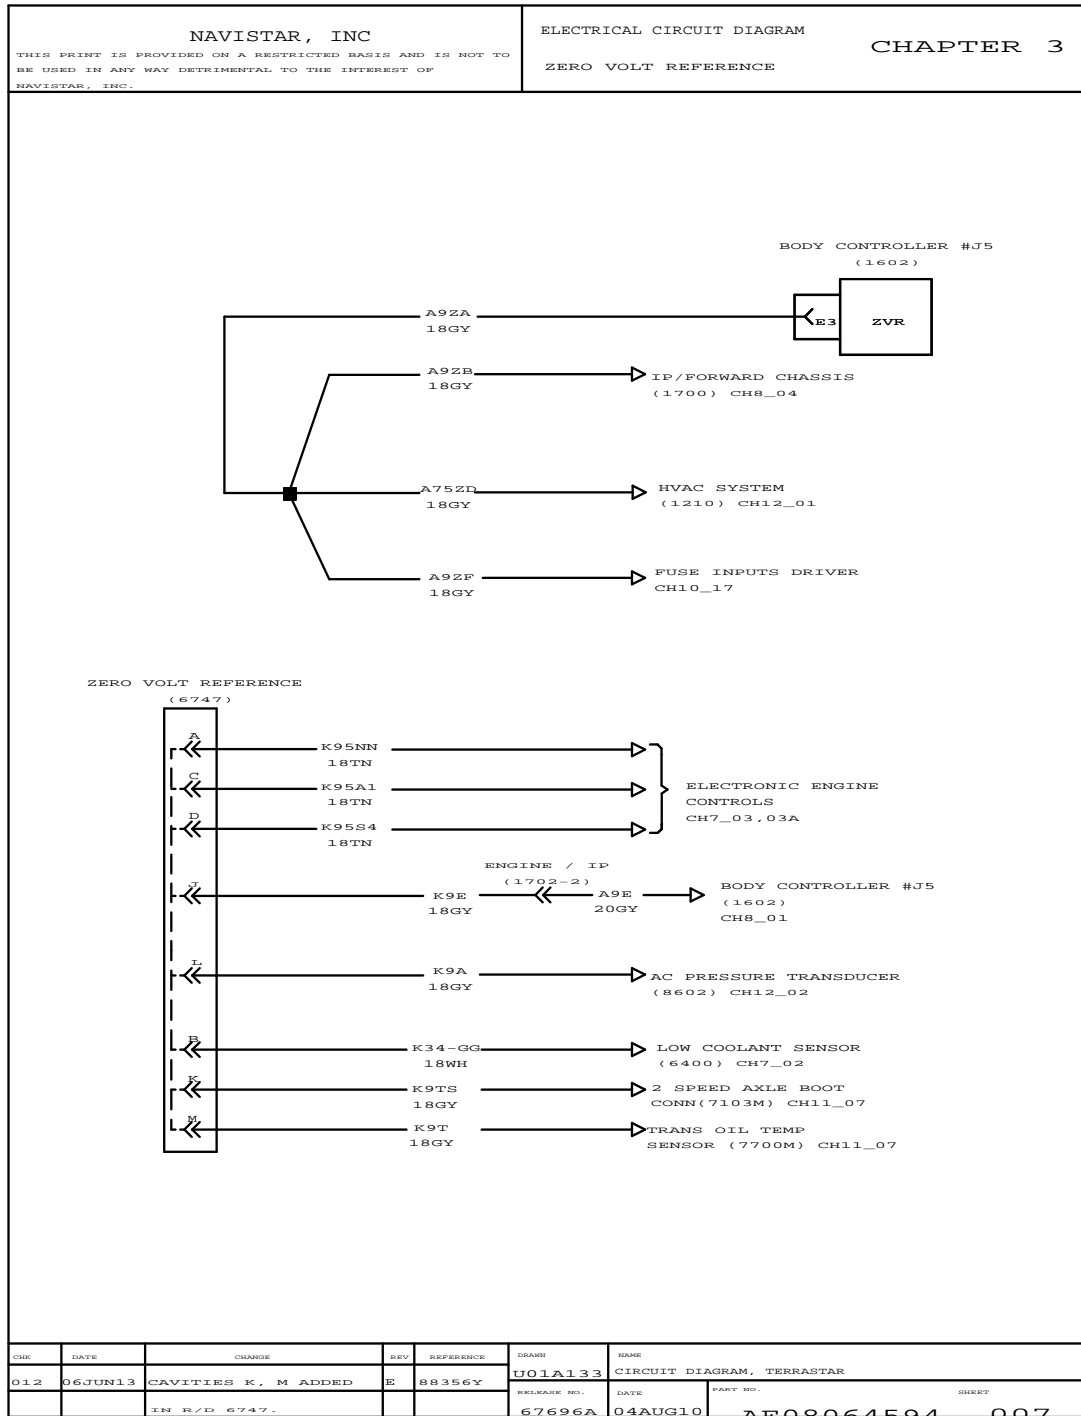 NAVISTAR, INC
THIS PRINT IS PROVIDED ON A RESTRICTED BASIS AND IS NOT TO
BE USED IN ANY WAY DETRIMENTAL TO THE INTEREST OF
NAVISTAR, INC.
ELECTRICAL CIRCUIT DIAGRAM
ZERO VOLT REFERENCE
CHAPTER 3
BODY CONTROLLER #J5
(1602)
E3
ZVR
A9ZA
18GY
A9ZB
18GY
IP/FORWARD CHASSIS
(1700) CH8_04
A75ZD
18GY
HVAC SYSTEM
(1210) CH12_01
A9ZF
18GY
FUSE INPUTS DRIVER
CH10_17
ZERO VOLT REFERENCE
(6747)
A
K95NN
18TN
C
K95A1
18TN
D
K95S4
18TN
ELECTRONIC ENGINE
CONTROLS
CH7_03,03A
J
K9E
18GY
ENGINE / IP
(1702-2)
A9E
20GY
BODY CONTROLLER #J5
(1602)
CH8_01
L
K9A
18GY
AC PRESSURE TRANSDUCER
(8602) CH12_02
B
K34-GG
18WH
LOW COOLANT SENSOR
(6400) CH7_02
K
K9TS
18GY
2 SPEED AXLE BOOT
CONN(7103M) CH11_07
M
K9T
18GY
TRANS OIL TEMP
SENSOR (7700M) CH11_07
CHK DATE CHANGE REV REFERENCE
012 06JUN13 CAVITIES K, M ADDED E 88356Y
IN R/D 6747.
DRAWN
U01A133
NAME
CIRCUIT DIAGRAM, TERRASTAR
RELEASE NO.
67696A
DATE
04AUG10
PART NO.
AE08064594
SHEET
007